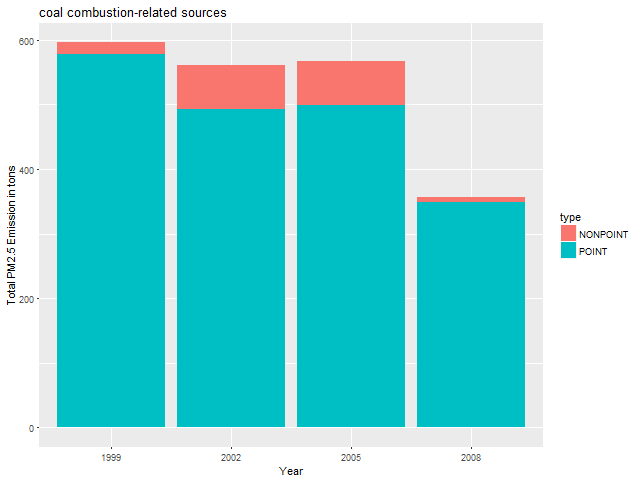 coal combustion-related sources
Total PM2.5 Emission in tons
600
400
200
0
1999
2002
2005
2008
Year
type
NONPOINT
POINT